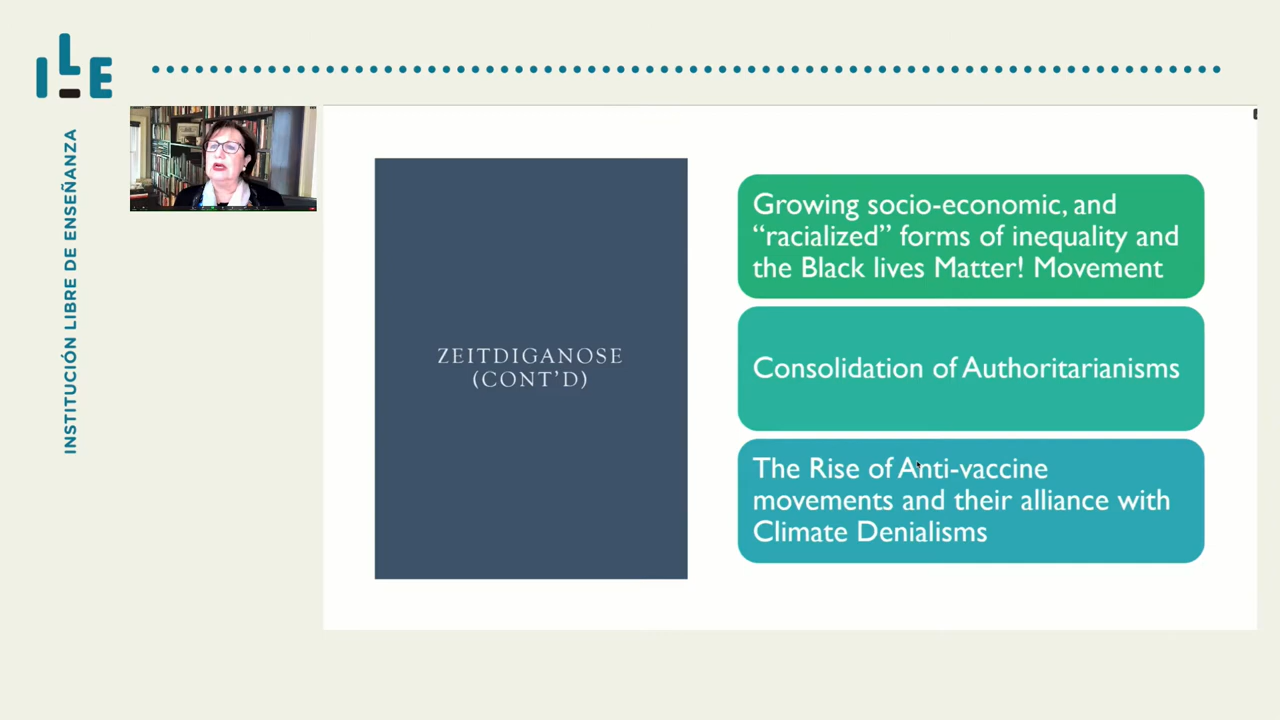 ILE
INSTITUCIÓN LIBRE DE ENSEÑANZA
ZEITDIGANOSE
(CONT'D)
Growing socio-economic, and
“racialized” forms of inequality and
the Black lives Matter! Movement
Consolidation of Authoritarianisms
The Rise of Anti-vaccine
movements and their alliance with
Climate Denialisms